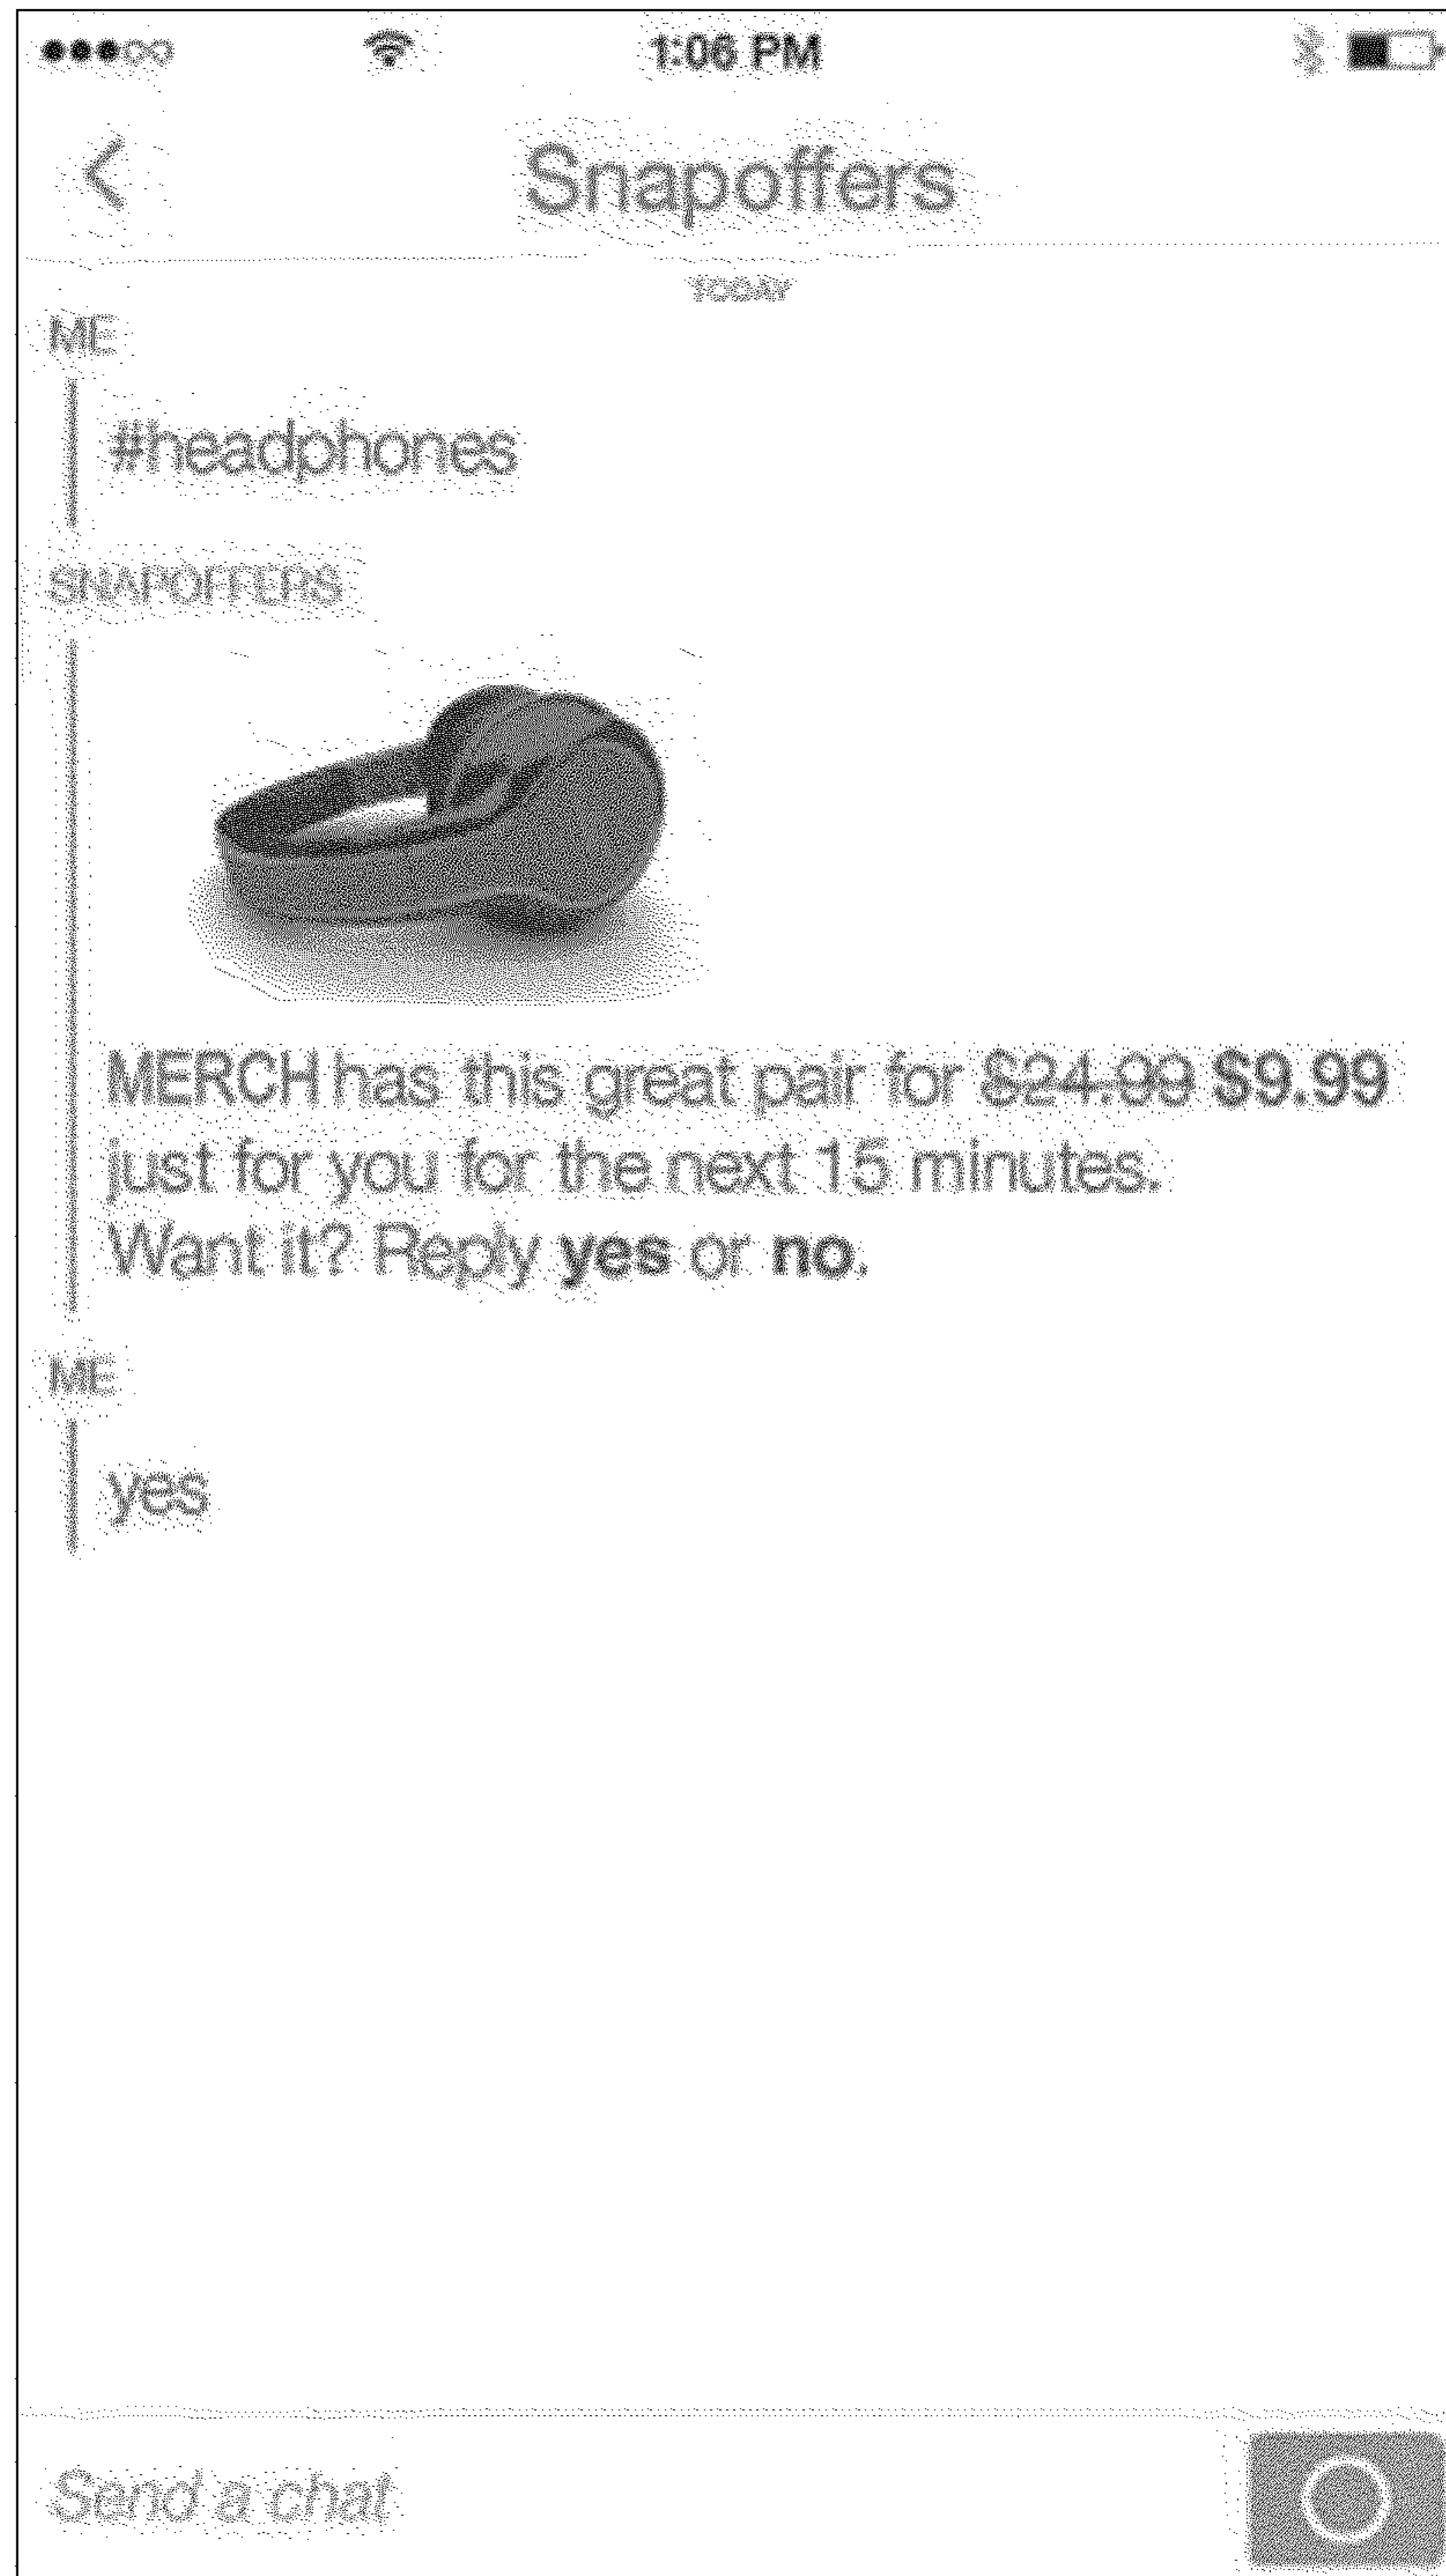 1:06 PM
Snapoffers
TODAY
ME
#headphones
SNAPOFFERS
MERCH has this great pair for $24.99 $9.99
just for you for the next 15 minutes.
Want it? Reply yes or no.
ME
yes
Send a chat